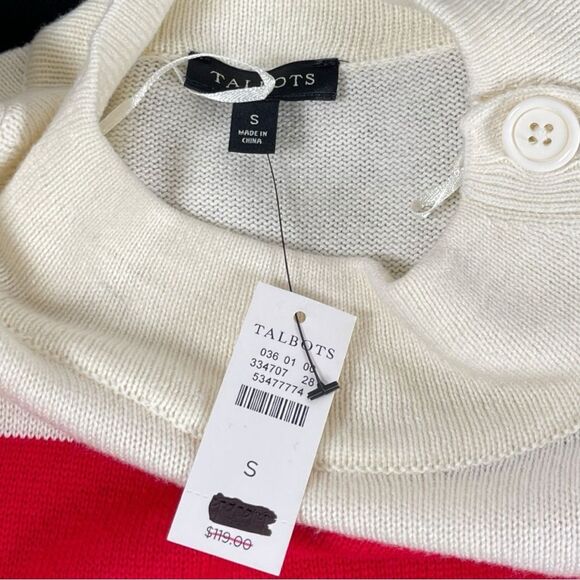 TALBOTS
S
MADE IN
CHINA
TALBOTS
036 01 00
334707 28
53477774
S
$119.00